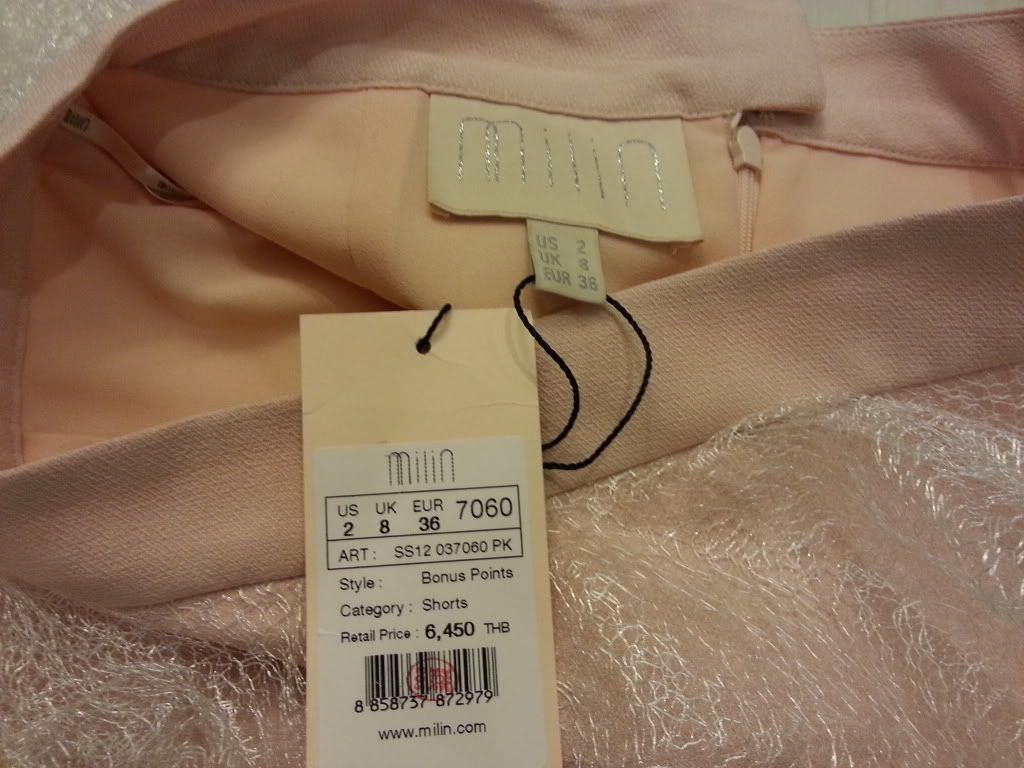 milin
US 2
UK 8
EUR 36
milin
US UK EUR 7060
2 8 36
ART : SS12 037060 PK
Style : Bonus Points
Category : Shorts
Retail Price : 6,450 THB
8 858737 872979
www.milin.com